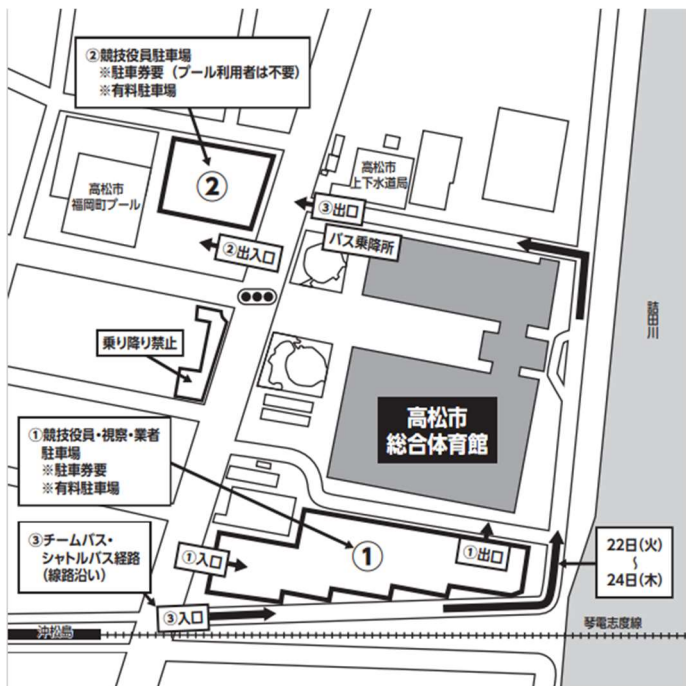 ②競技役員駐車場
※駐車券要（プール利用者は不要）
※有料駐車場
高松市
福岡町プール
②
高松市
上下水道局
③出口
バス乗降所
②出入口
詰田川
乗り降り禁止
高松市
総合体育館
①競技役員・視察・業者
駐車場
※駐車券要
※有料駐車場
③チームバス・
シャトルバス経路
（線路沿い）
①入口
①
①出口
22日(火)
～
24日(木)
③入口
沖松島
琴電志度線